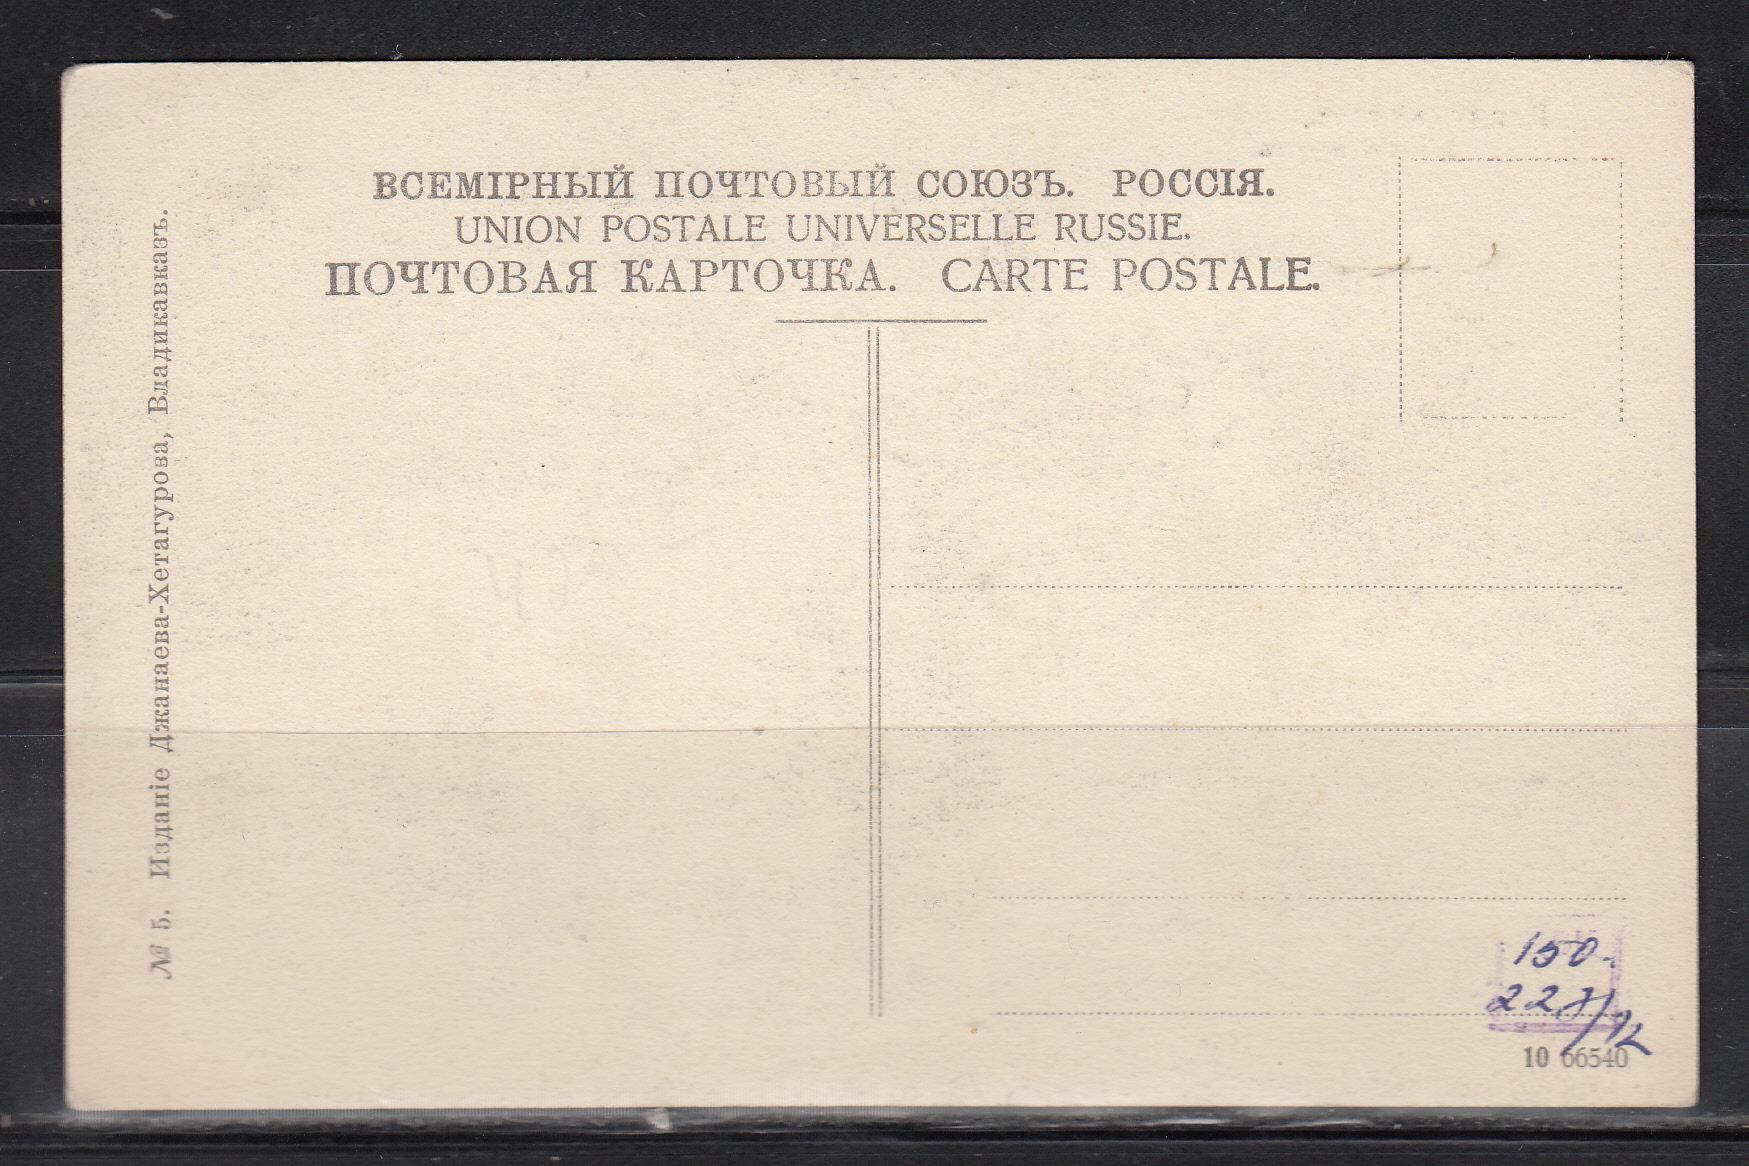 ВСЕМІРНЫЙ ПОЧТОВЫЙ СОЮЗЪ. РОССІЯ.
UNION POSTALE UNIVERSELLE RUSSIE.
ПОЧТОВАЯ КАРТОЧКА. CARTE POSTALE.
№ 5. Изданіе Джанаева-Хетагурова, Владикавказъ.
150.
10 66540